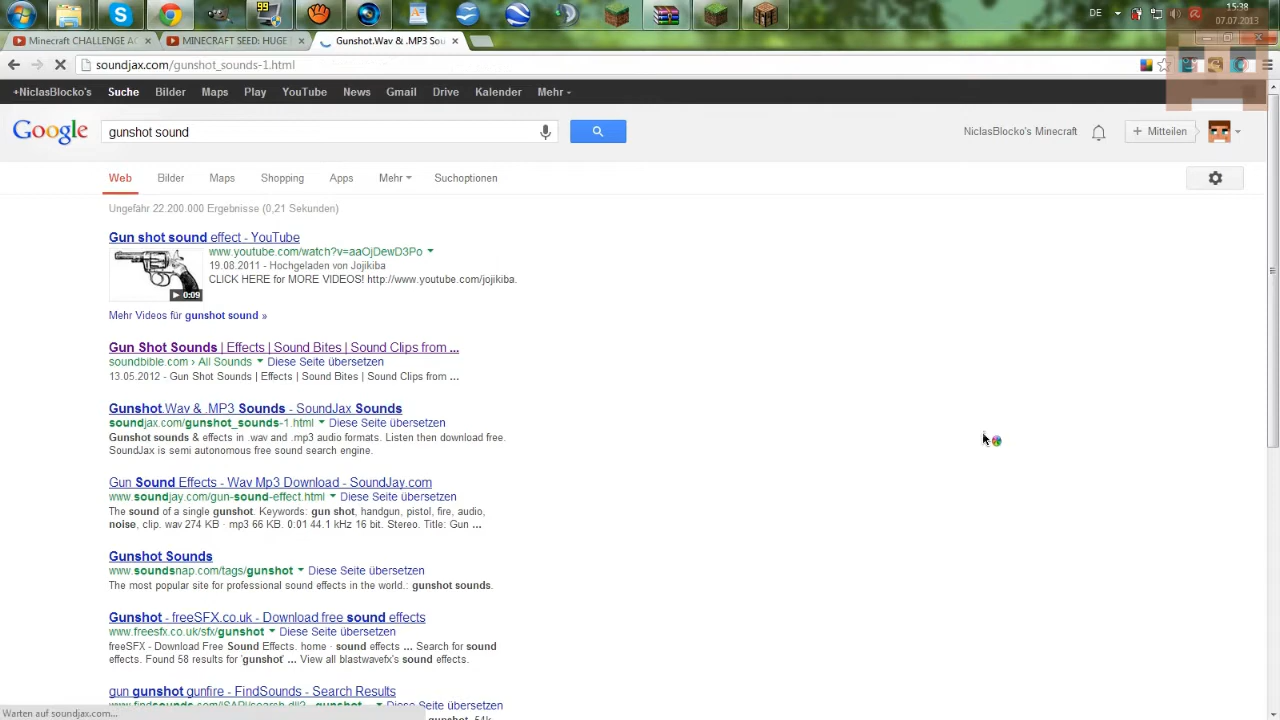 99
DE
15:38
07.07.2013
Minecraft CHALLENGE AC
MINECRAFT SEED: HUGE
Gunshot.Wav & .MP3 Sou
soundjax.com/gunshot_sounds-1.html
+NiclasBlocko's Suche Bilder Maps Play YouTube News Gmail Drive Kalender Mehr
Google
gunshot sound
NiclasBlocko's Minecraft
+ Mitteilen
Web Bilder Maps Shopping Apps Mehr Suchoptionen
Ungefähr 22.200.000 Ergebnisse (0,21 Sekunden)
Gun shot sound effect - YouTube
www.youtube.com/watch?v=aaOjDewD3Po
19.08.2011 - Hochgeladen von Jojikiba
CLICK HERE for MORE VIDEOS! http://www.youtube.com/jojikiba.
0:09
Mehr Videos für gunshot sound »
Gun Shot Sounds | Effects | Sound Bites | Sound Clips from ...
soundbible.com › All Sounds Diese Seite übersetzen
13.05.2012 - Gun Shot Sounds | Effects | Sound Bites | Sound Clips from ...
Gunshot.Wav & .MP3 Sounds - SoundJax Sounds
soundjax.com/gunshot_sounds-1.html Diese Seite übersetzen
Gunshot sounds & effects in .wav and .mp3 audio formats. Listen then download free.
SoundJax is semi autonomous free sound search engine.
Gun Sound Effects - Wav Mp3 Download - SoundJay.com
www.soundjay.com/gun-sound-effect.html Diese Seite übersetzen
The sound of a single gunshot. Keywords: gun shot, handgun, pistol, fire, audio,
noise, clip. wav 274 KB · mp3 66 KB. 0:01 44.1 kHz 16 bit. Stereo. Title: Gun ...
Gunshot Sounds
www.soundsnap.com/tags/gunshot Diese Seite übersetzen
The most popular site for professional sound effects in the world.: gunshot sounds.
Gunshot - freeSFX.co.uk - Download free sound effects
www.freesfx.co.uk/sfx/gunshot Diese Seite übersetzen
freeSFX - Download Free Sound Effects. home · sound effects ... Search for sound
effects. Found 58 results for 'gunshot' ... View all blastwavefx's sound effects.
gun gunshot gunfire - FindSounds - Search Results
Diese Seite übersetzen
Warten auf soundjax.com...